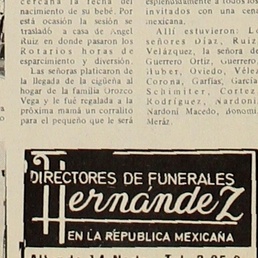 cercana la fecha del
nacimiento de su bebé. Por
está ocasión la sesión se
trasladó a casa de Angel
Ruiz en donde pasaron los
Rotarios horas de
esparcimiento y diversión.
Las señoras platicaron de
la llegada de la cigüeña al
hogar de la familia Orozco
Vega y le fué regalada a la
próxima mamá un corralito
para el pequeño que le será
esplendidamente a todos los
invitados con una cena
mexicana.
Allí estuvieron: Lo
señores Díaz, Ruiz
Velázquez, la señora de
Guerrero Ortiz, Guerrero,
Huber, Oviedo, Vélez
Corona, Garfias, García
Schimiter, Cortez
Rodríguez, Nardoni
Nardoni Macedo, Bonomi
Meráz.
DIRECTORES DE FUNERALES
Hernández
EN LA REPUBLICA MEXICANA